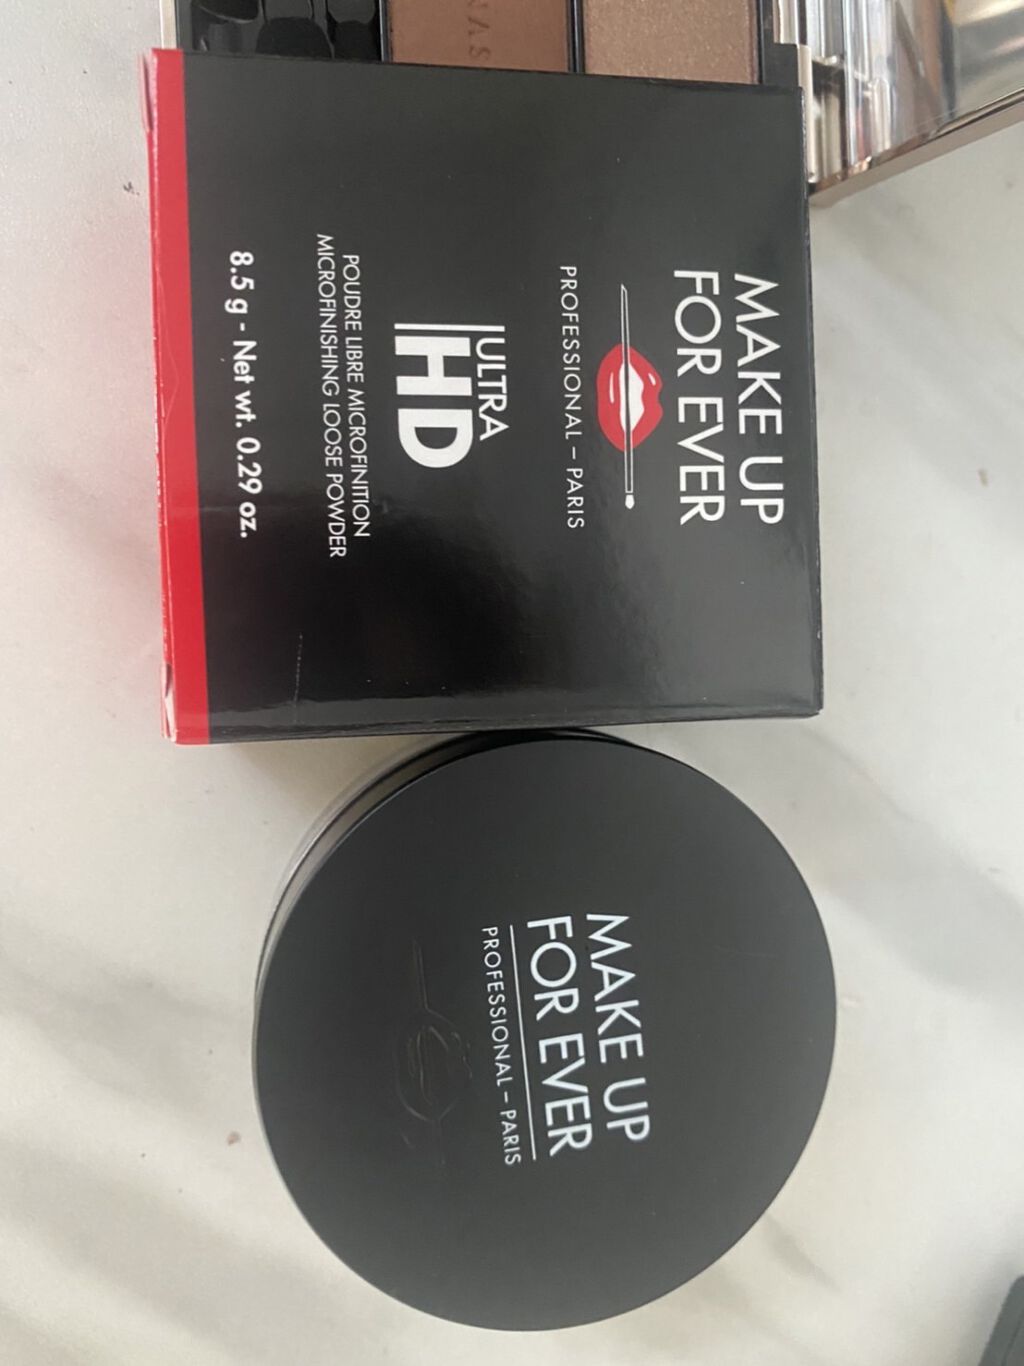 MAKE UP
FOR EVER
PROFESSIONAL – PARIS
ULTRA
HD
POUDRE LIBRE MICROFINITION
MICROFINISHING LOOSE POWDER
8.5 g - Net wt. 0.29 oz.
MAKE UP
FOR EVER
PROFESSIONAL – PARIS